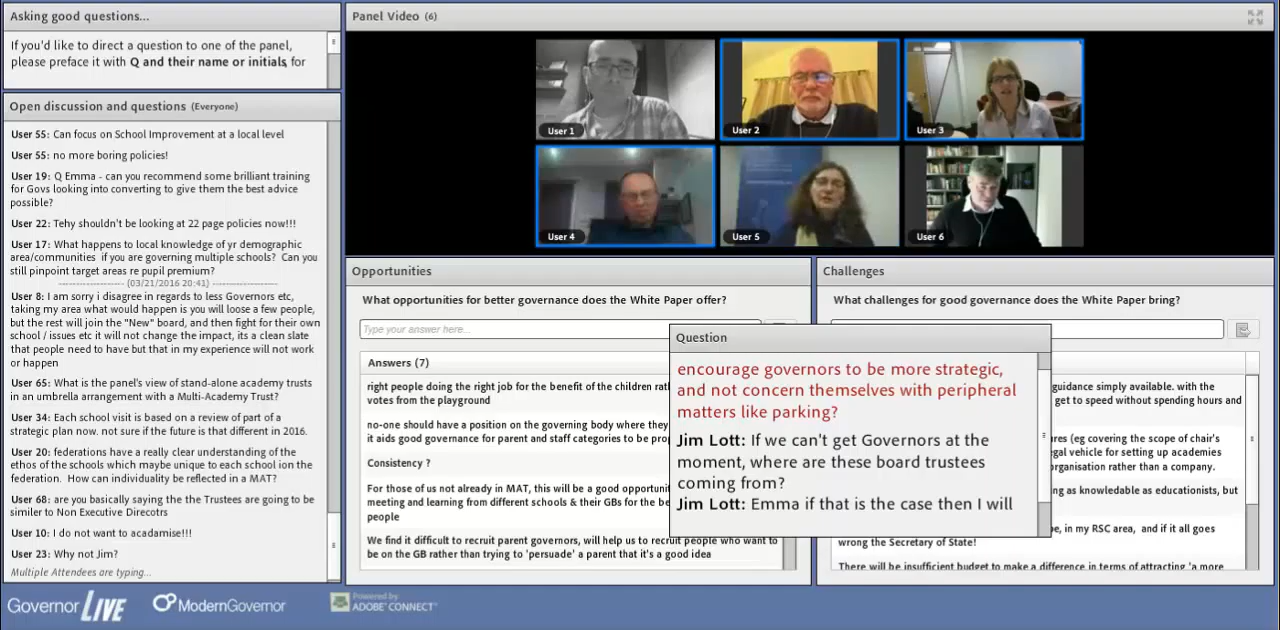 Asking good questions...
If you'd like to direct a question to one of the panel,
please preface it with Q and their name or initials, for
Open discussion and questions (Everyone)
User 55: Can focus on School Improvement at a local level
User 55: no more boring policies!
User 19: Q Emma - can you recommend some brilliant training
for Govs looking into converting to give them the best advice
possible?
User 22: Tehy shouldn't be looking at 22 page policies now!!!
User 17: What happens to local knowledge of yr demographic
area/communities if you are governing multiple schools? Can you
still pinpoint target areas re pupil premium?
------------------ (03/21/2016 20:41) ------------------
User 8: I am sorry i disagree in regards to less Governors etc,
taking my area what would happen is you will loose a few people,
but the rest will join the "New" board, and then fight for their own
school / issues etc it will not change the impact, its a clean slate
that people need to have but that in my experience will not work
or happen
User 65: What is the panel's view of stand-alone academy trusts
in an umbrella arrangement with a Multi-Academy Trust?
User 34: Each school visit is based on a review of part of a
strategic plan now. not sure if the future is that different in 2016.
User 20: federations have a really clear understanding of the
ethos of the schools which maybe unique to each school ion the
federation. How can individuality be reflected in a MAT?
User 68: are you basically saying the the Trustees are going to be
similer to Non Executive Direcotrs
User 10: I do not want to acadamise!!!
User 23: Why not Jim?
Multiple Attendees are typing...
Panel Video (6)
User 1
User 2
User 3
User 4
User 5
User 6
Opportunities
What opportunities for better governance does the White Paper offer?
Type your answer here...
Answers (7)
right people doing the right job for the benefit of the children
votes from the playground
no-one should have a position on the governing body where they
it aids good governance for parent and staff categories to be
Consistency ?
For those of us not already in MAT, this will be a good
meeting and learning from different schools & their GBs for the
people
We find it difficult to recruit parent governors, will help us to recruit people who want to
be on the GB rather than trying to 'persuade' a parent that it's a good idea
Challenges
What challenges for good governance does the White Paper bring?
guidance simply available. with the
get to speed without spending hours and
(eg covering the scope of chair's
vehicle for setting up academies
rather than a company.
as knowledgable as educationists, but
in my RSC area, and if it all goes
wrong the Secretary of State!
There will be insufficient budget to make a difference in terms of attracting 'a more
Question
encourage governors to be more strategic,
and not concern themselves with peripheral
matters like parking?
Jim Lott: If we can't get Governors at the
moment, where are these board trustees
coming from?
Jim Lott: Emma if that is the case then I will
Governor LIVE
ModernGovernor
Powered by
ADOBE® CONNECT™